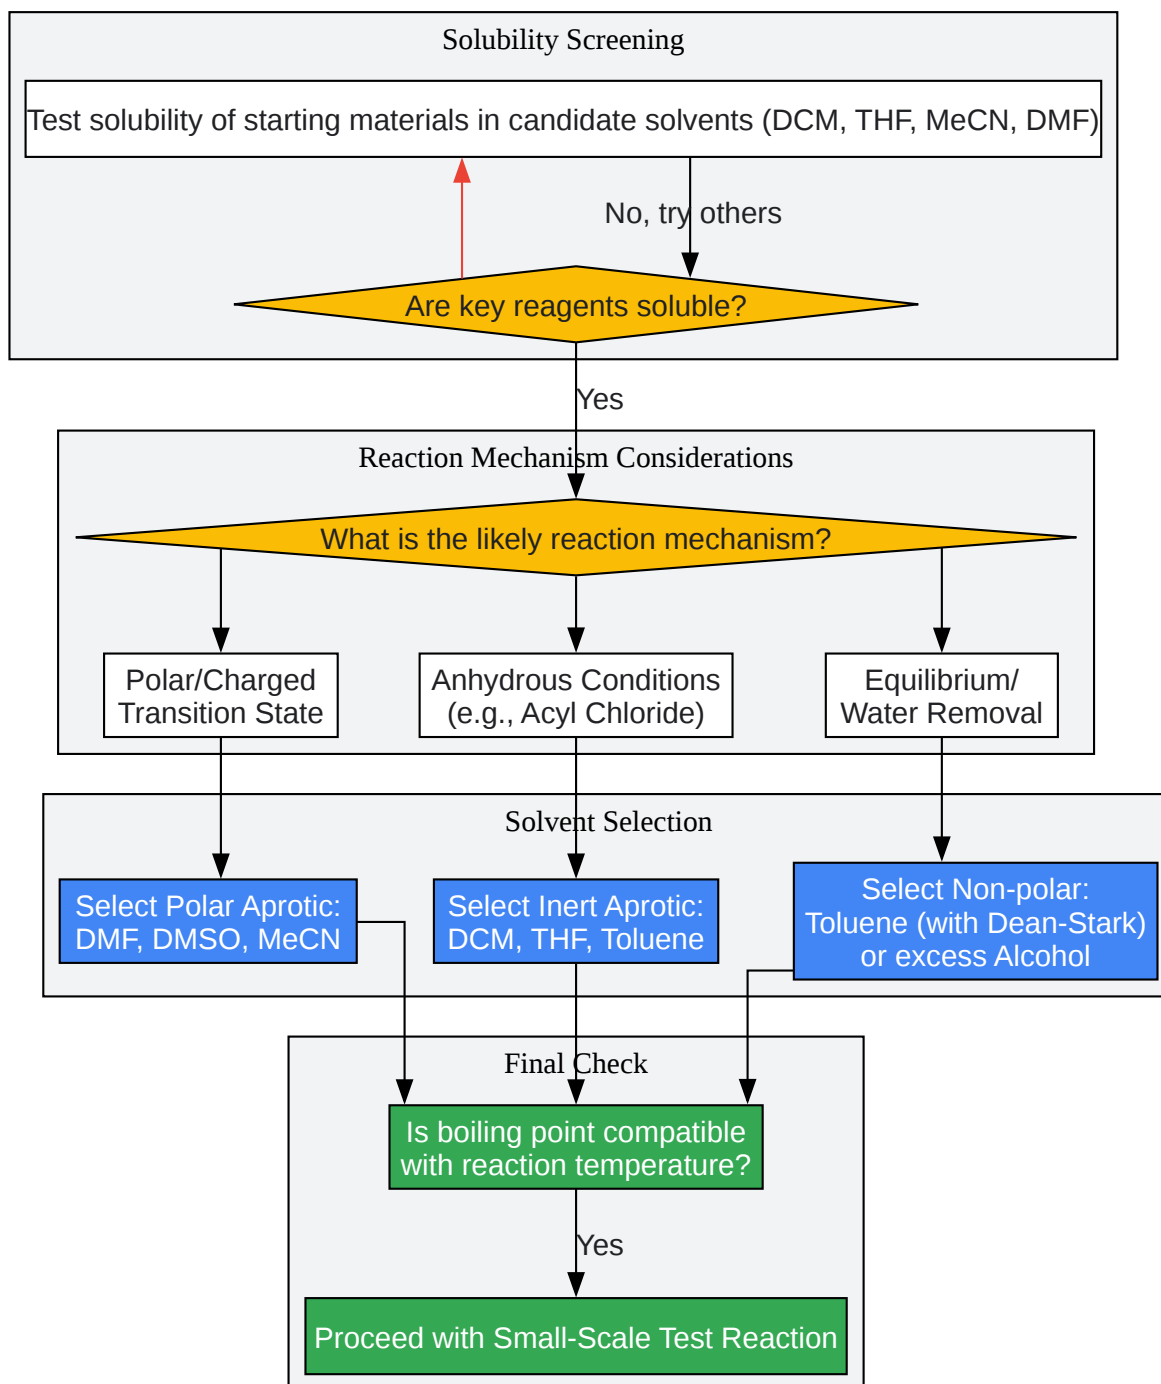 Solubility Screening
Test solubility of starting materials in candidate solvents (DCM, THF, MeCN, DMF)
No, try others
Are key reagents soluble?
Yes
Reaction Mechanism Considerations
What is the likely reaction mechanism?
Polar/Charged
Transition State
Anhydrous Conditions
(e.g., Acyl Chloride)
Equilibrium/
Water Removal
Solvent Selection
Select Polar Aprotic:
DMF, DMSO, MeCN
Select Inert Aprotic:
DCM, THF, Toluene
Select Non-polar:
Toluene (with Dean-Stark)
or excess Alcohol
Final Check
Is boiling point compatible
with reaction temperature?
Yes
Proceed with Small-Scale Test Reaction